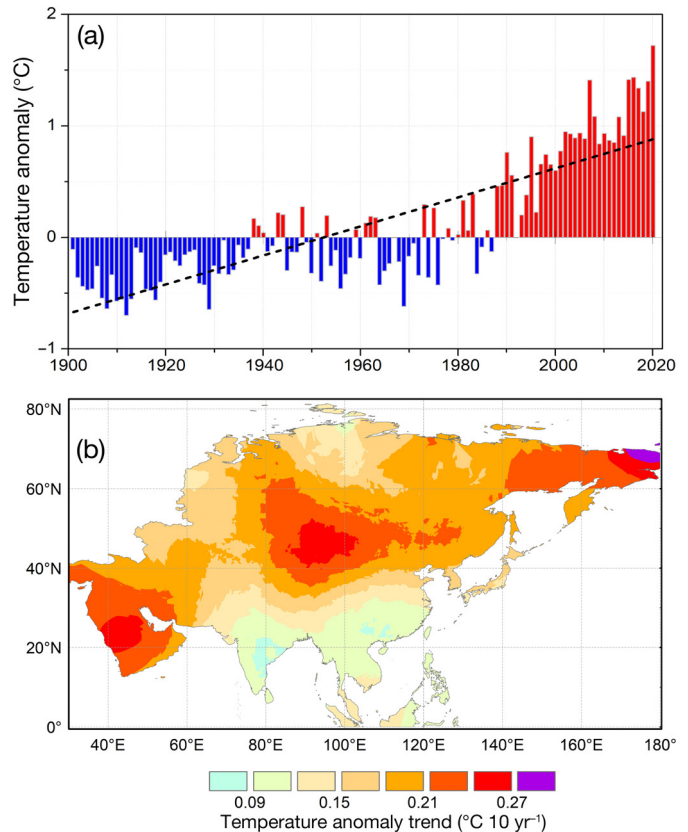 (a)
Temperature anomaly (°C)
2
1
0
−1
1900 1920 1940 1960 1980 2000 2020
(b)
80°N
60°N
40°N
20°N
0°
40°E 60°E 80°E 100°E 120°E 140°E 160°E 180°
0.09 0.15 0.21 0.27
Temperature anomaly trend (°C 10 yr⁻¹)